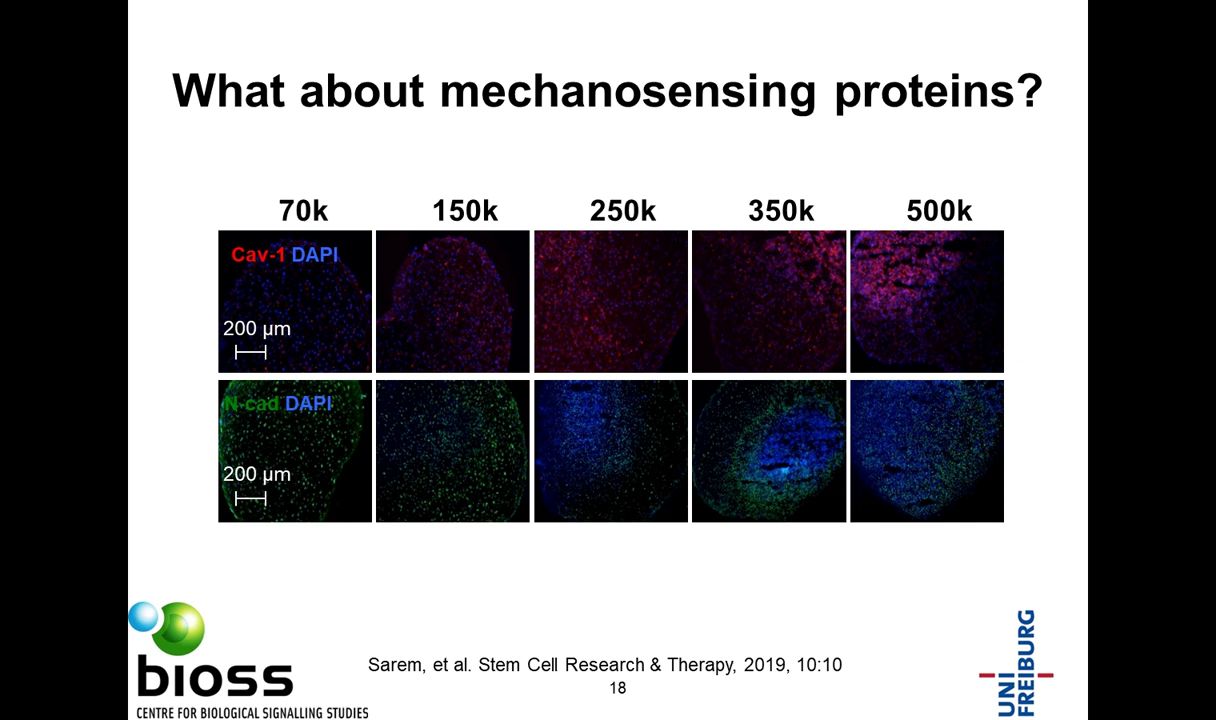 What about mechanosensing proteins?
70k 150k 250k 350k 500k
Cav-1 DAPI
200 µm
N-cad DAPI
200 µm
bioss
CENTRE FOR BIOLOGICAL SIGNALLING STUDIES
Sarem, et al. Stem Cell Research & Therapy, 2019, 10:10
18
UNI
FREIBURG